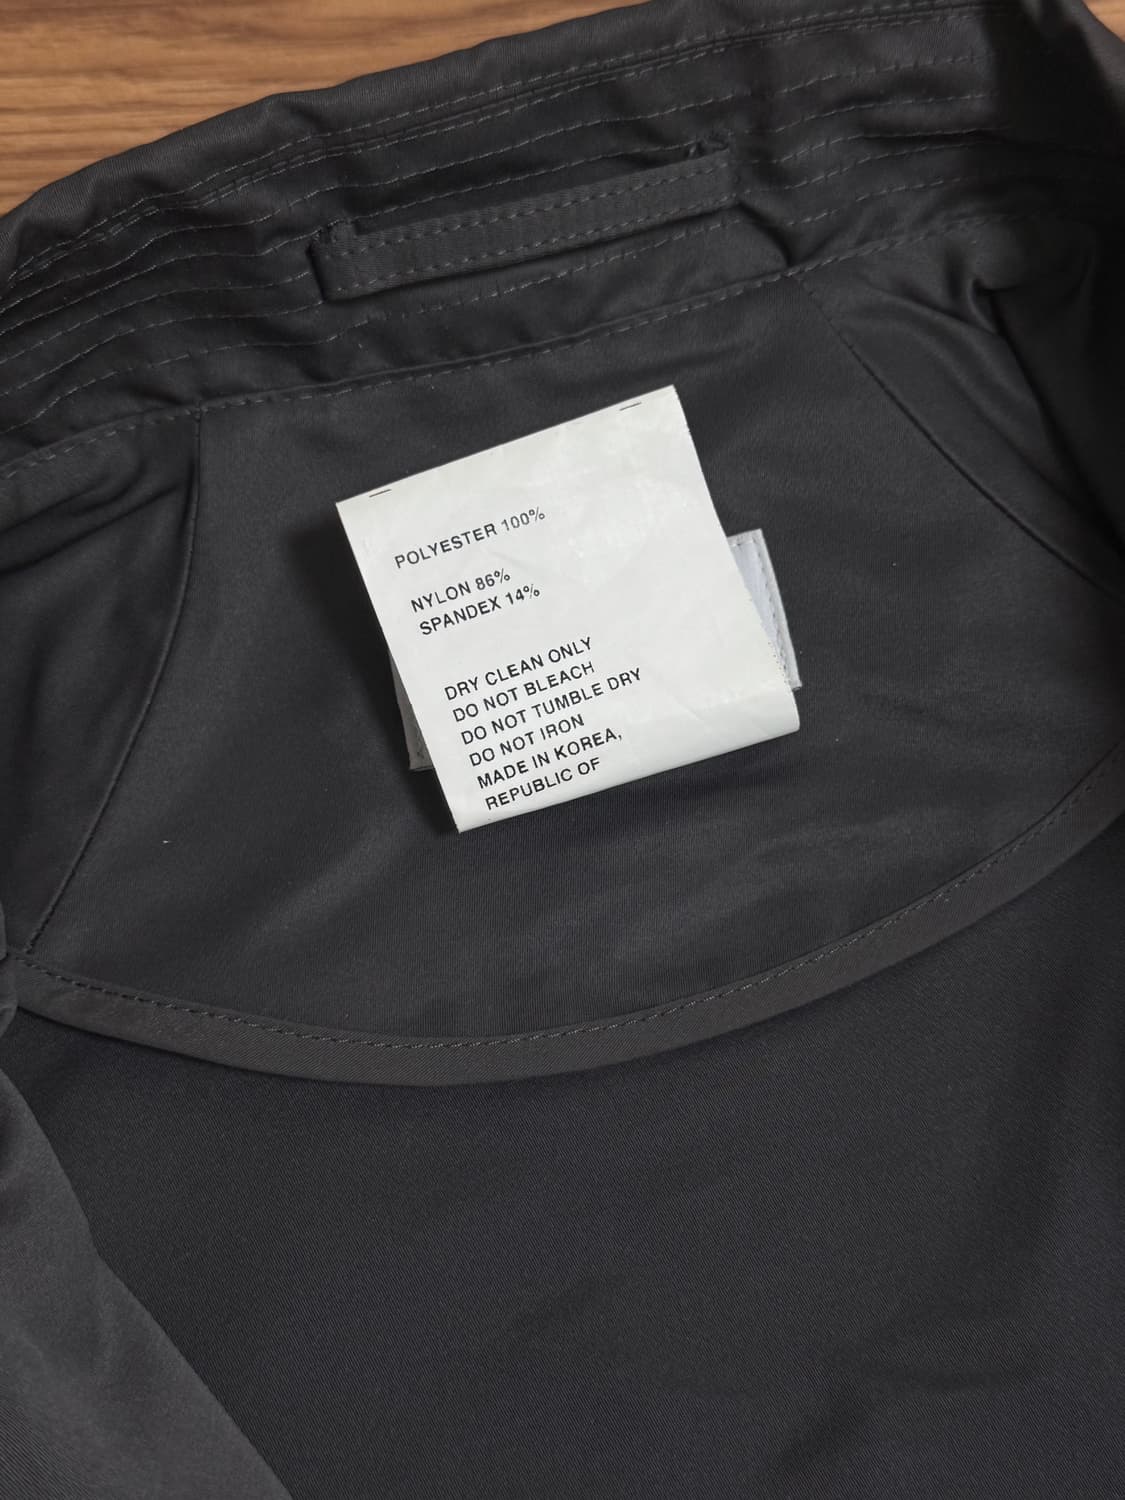 POLYESTER 100%
NYLON 86%
SPANDEX 14%
DRY CLEAN ONLY
DO NOT BLEACH
DO NOT TUMBLE DRY
DO NOT IRON
MADE IN KOREA,
REPUBLIC OF